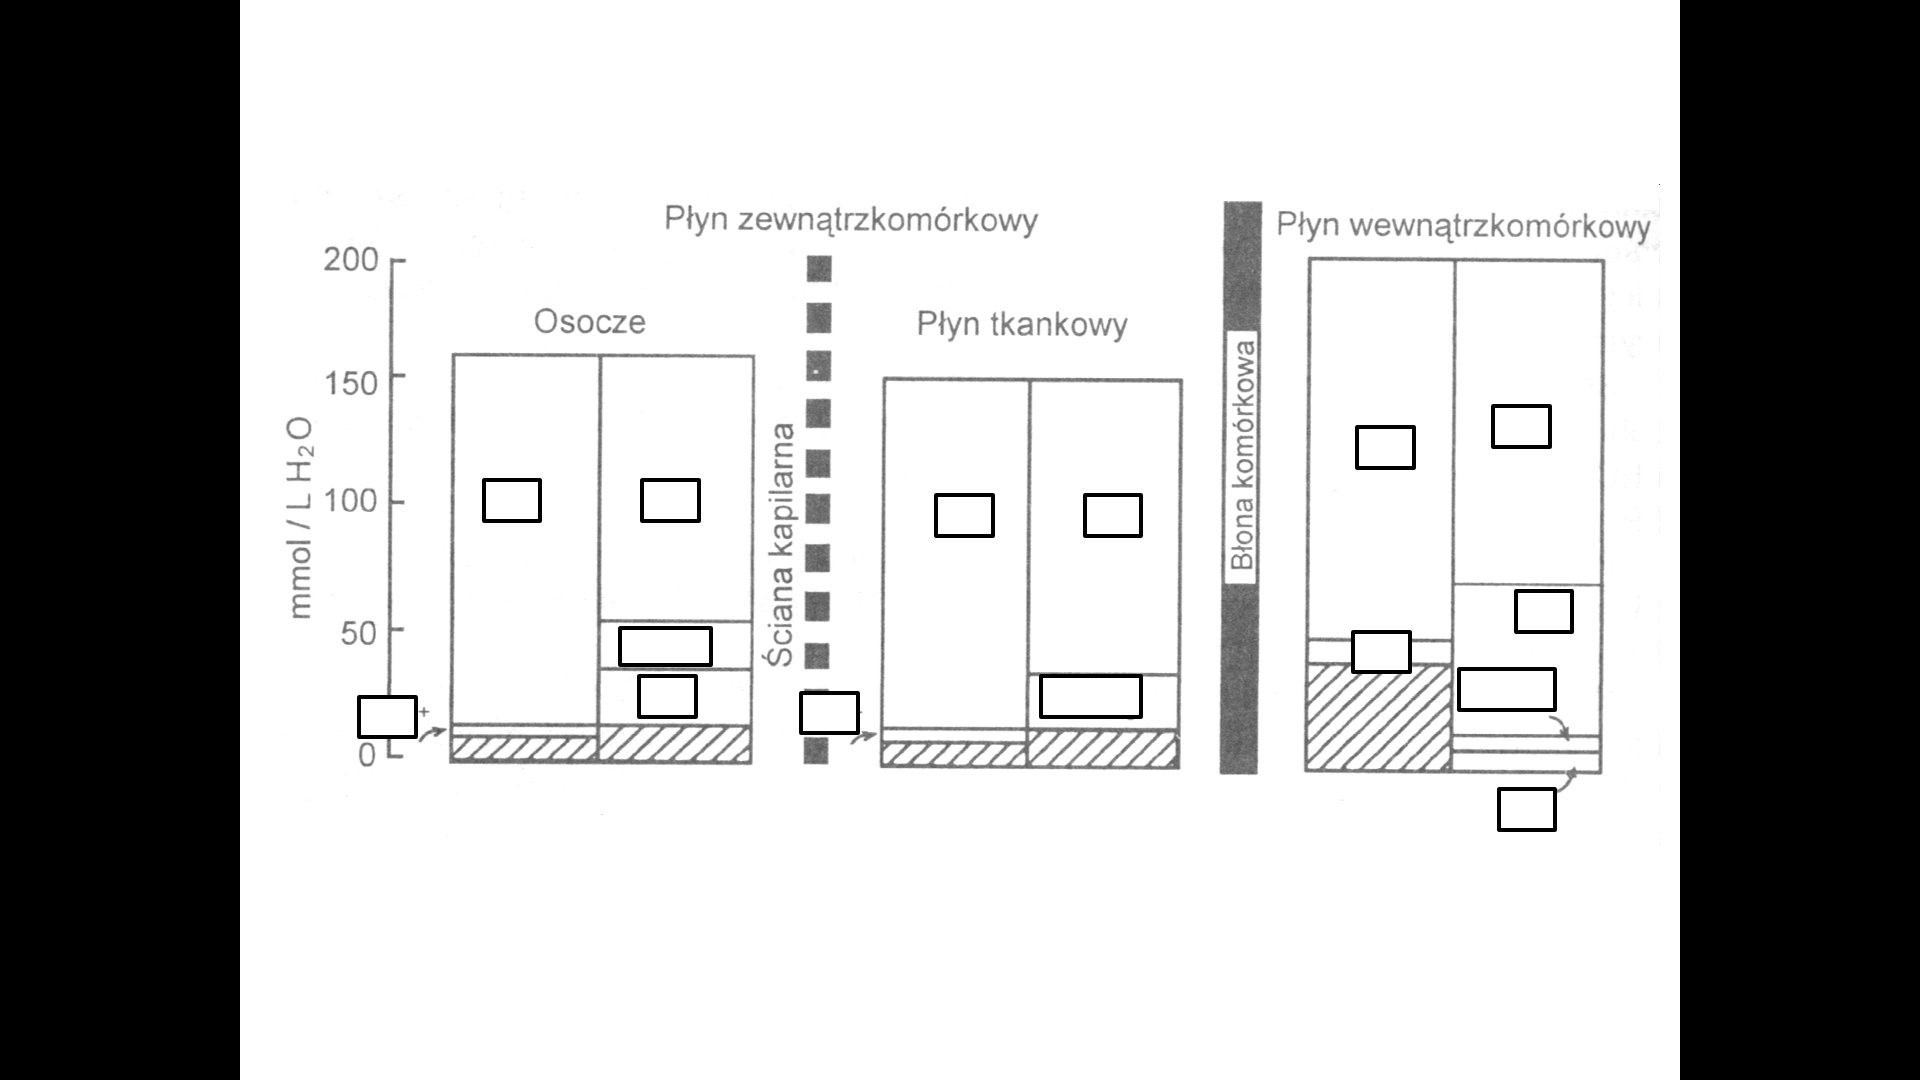 Płyn zewnątrzkomórkowy
Płyn wewnątrzkomórkowy
200
150
100
50
0
mmol / L H₂O
Osocze
Ściana kapilarna
Płyn tkankowy
Błona komórkowa
+